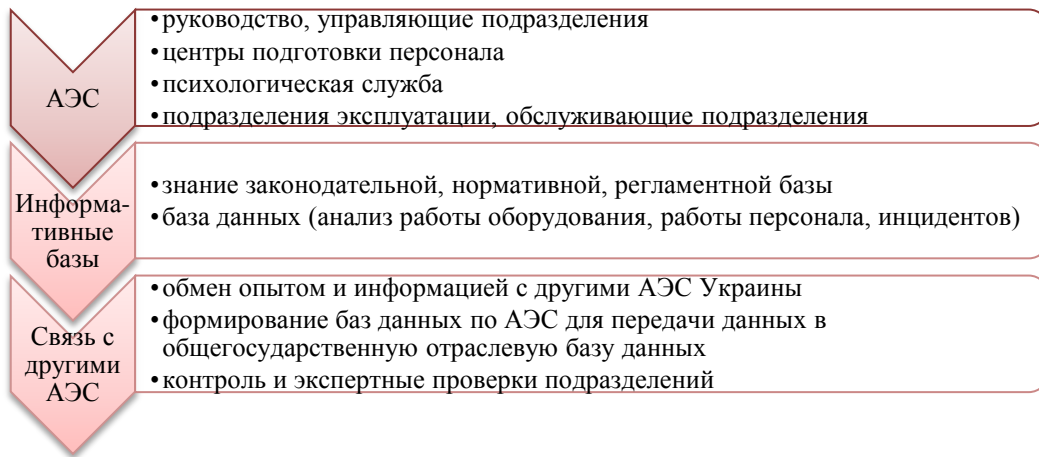 АЭС
•руководство, управляющие подразделения
•центры подготовки персонала
•психологическая служба
•подразделения эксплуатации, обслуживающие подразделения
Информа-
тивные
базы
•знание законодательной, нормативной, регламентной базы
•база данных (анализ работы оборудования, работы персонала, инцидентов)
Связь с
другими
АЭС
•обмен опытом и информацией с другими АЭС Украины
•формирование баз данных по АЭС для передачи данных в
общегосударственную отраслевую базу данных
•контроль и экспертные проверки подразделений